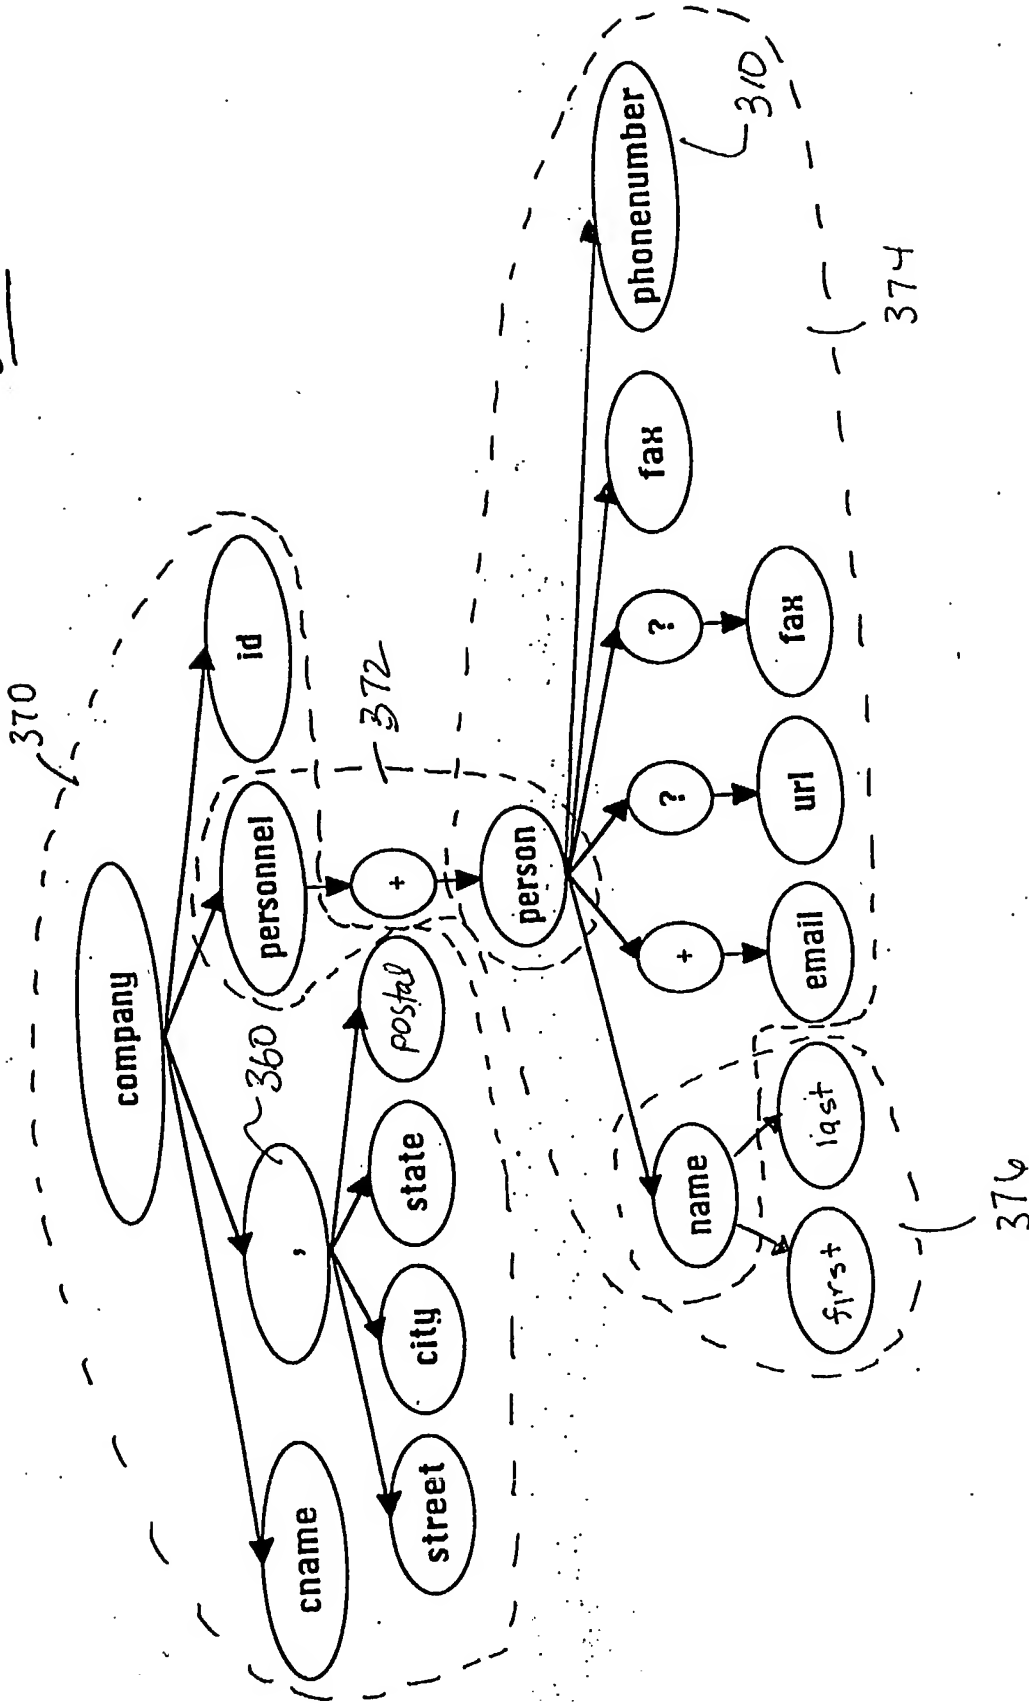 370
company
cname
,
personnel
id
360
street
city
state
postal
+
372
person
name
+
?
?
fax
phonenumber
310
first
last
email
url
fax
374
376